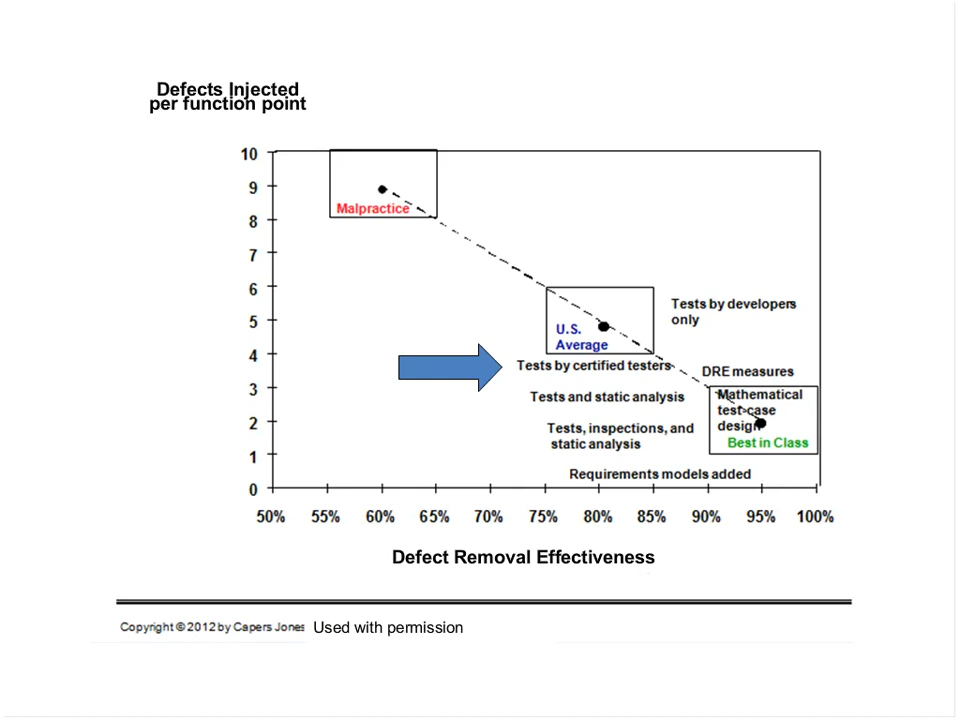 Defects Injected
per function point
10
9
8
7
6
5
4
3
2
1
0
Malpractice
U.S.
Average
Tests by developers
only
Tests by certified testers
DRE measures
Tests and static analysis
Mathematical
test-case
design
Best in Class
Tests, inspections, and
static analysis
Requirements models added
50% 55% 60% 65% 70% 75% 80% 85% 90% 95% 100%
Defect Removal Effectiveness
Copyright © 2012 by Capers Jones Used with permission